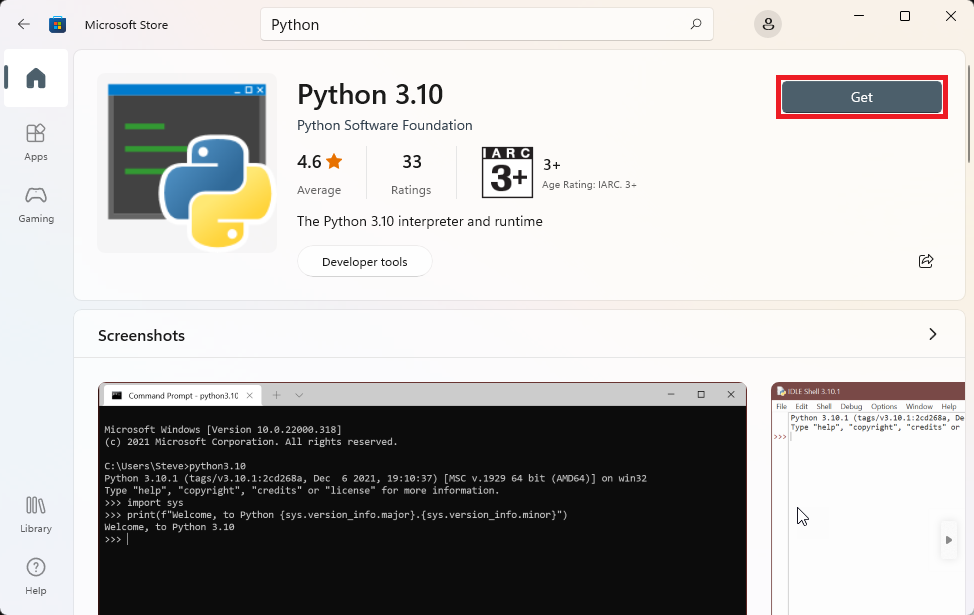 Microsoft Store
Python
Python 3.10
Get
Python Software Foundation
4.6
33
IARC
3+
3+
Average
Ratings
Age Rating: IARC. 3+
The Python 3.10 interpreter and runtime
Developer tools
Apps
Gaming
Library
Help
Screenshots
Command Prompt - python3.10
Microsoft Windows [Version 10.0.22000.318]
(c) 2021 Microsoft Corporation. All rights reserved.
C:\Users\Steve>python3.10
Python 3.10.1 (tags/v3.10.1:2cd268a, Dec  6 2021, 19:10:37) [MSC v.1929 64 bit (AMD64)] on win32
Type "help", "copyright", "credits" or "license" for more information.
>>> import sys
>>> print(f"Welcome, to Python {sys.version_info.major}.{sys.version_info.minor}")
Welcome, to Python 3.10
>>>
IDLE Shell 3.10.1
File Edit Shell Debug Options Window Help
Python 3.10.1 (tags/v3.10.1:2cd268a, De
Type "help", "copyright", "credits" or
>>>